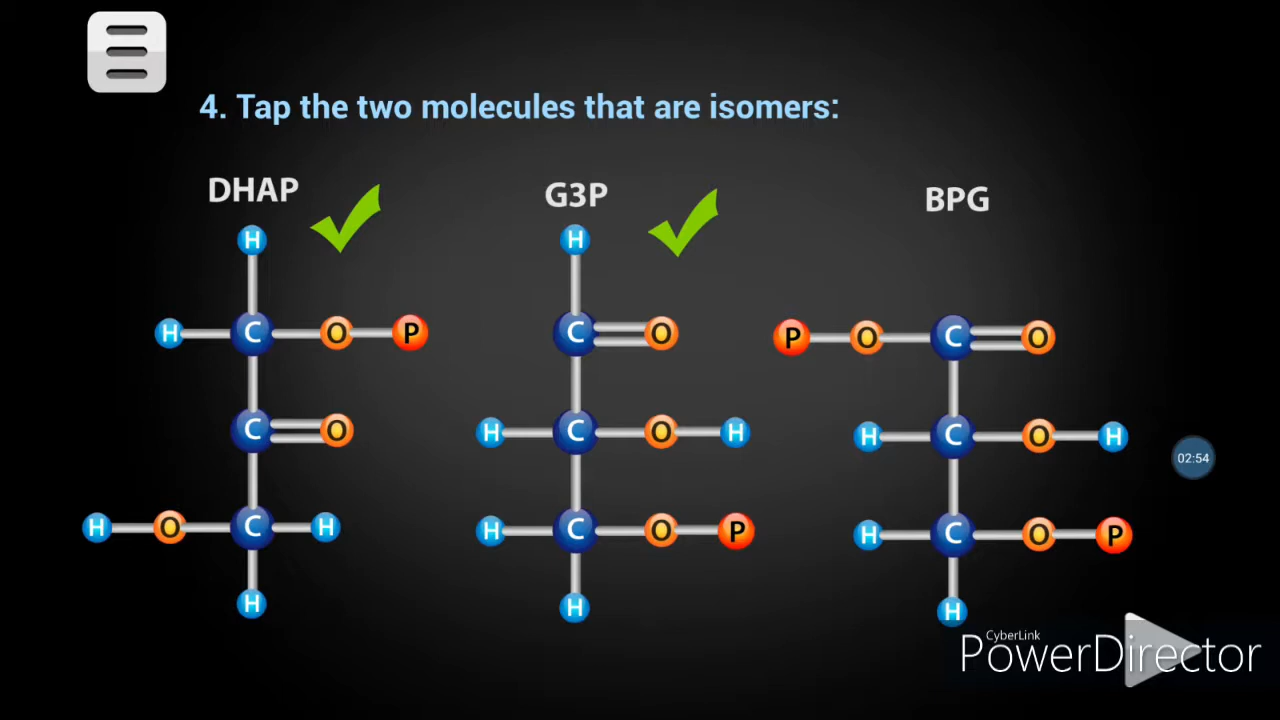 4. Tap the two molecules that are isomers:
DHAP
G3P
BPG
H
H
H
C
O
P
C
O
P
O
C
O
H
C
O
H
C
O
H
H
C
O
H
H
O
C
H
H
C
O
P
H
C
O
P
H
H
H
02:54
CyberLink
PowerDirector